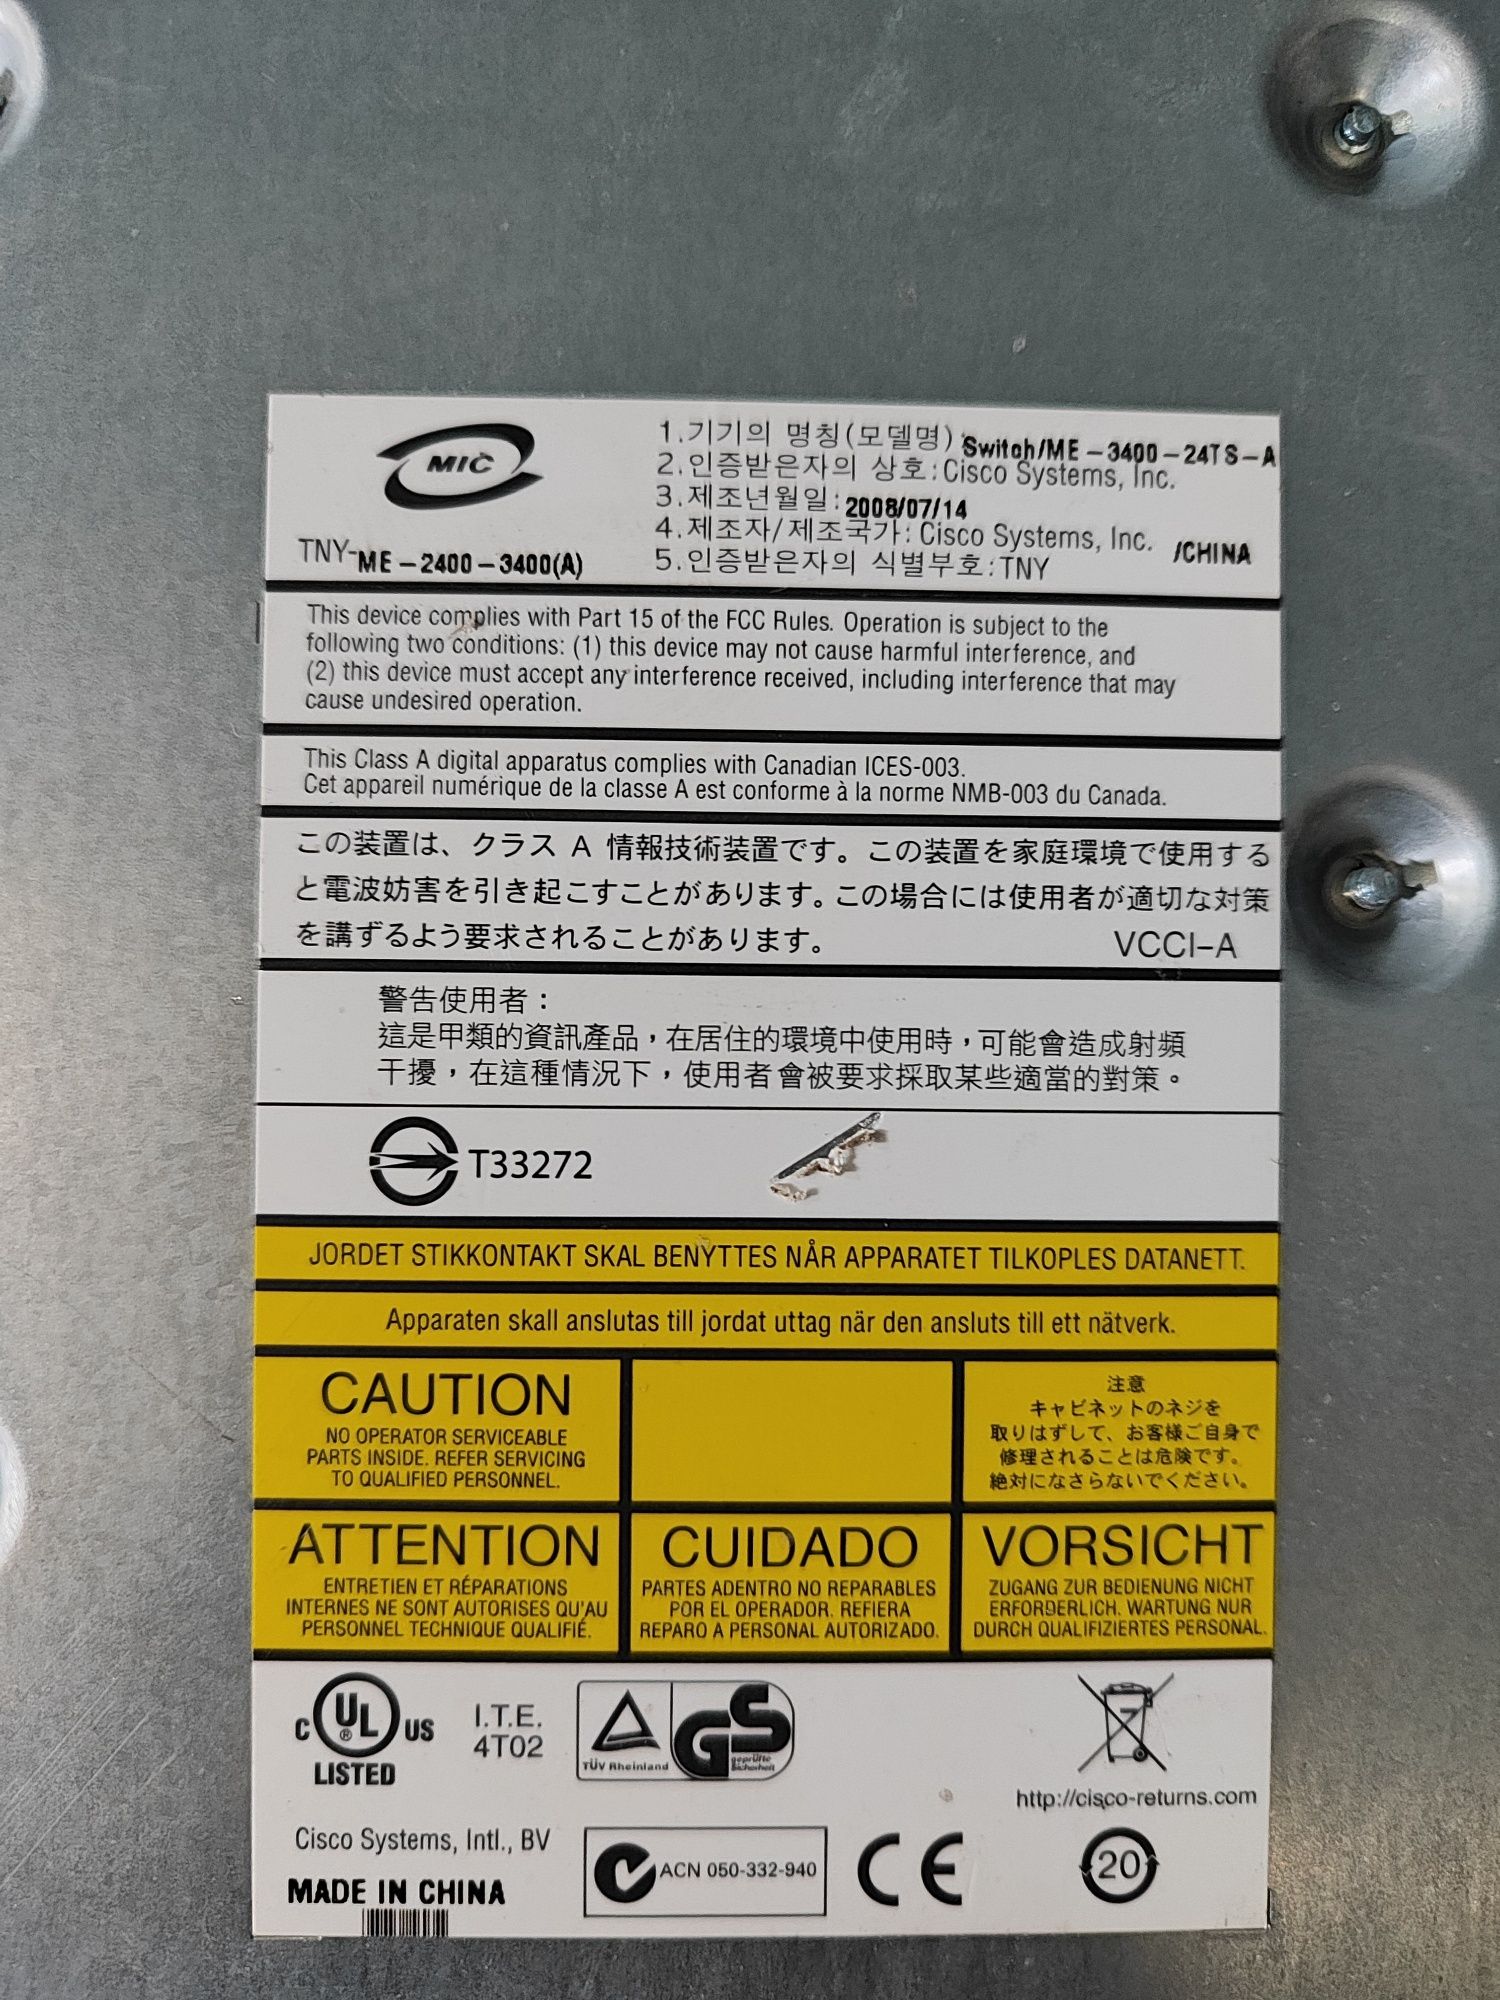 MIC
TNY-ME-2400-3400(A)
1.기기의 명칭(모델명) Switch/ME-3400-24TS-A
2.인증받은자의 상호:Cisco Systems, Inc.
3.제조년월일:2008/07/14
4.제조자/제조국가: Cisco Systems, Inc. /CHINA
5.인증받은자의 식별부호:TNY
This device complies with Part 15 of the FCC Rules. Operation is subject to the
following two conditions: (1) this device may not cause harmful interference, and
(2) this device must accept any interference received, including interference that may
cause undesired operation.
This Class A digital apparatus complies with Canadian ICES-003.
Cet appareil numérique de la classe A est conforme à la norme NMB-003 du Canada.
この装置は、クラス A 情報技術装置です。この装置を家庭環境で使用する
と電波妨害を引き起こすことがあります。この場合には使用者が適切な対策
を講ずるよう要求されることがあります。 VCCI-A
警告使用者：
這是甲類的資訊產品，在居住的環境中使用時，可能會造成射頻
干擾，在這種情況下，使用者會被要求採取某些適當的對策。
T33272
JORDET STIKKONTAKT SKAL BENYTTES NÅR APPARATET TILKOPLES DATANETT.
Apparaten skall anslutas till jordat uttag när den ansluts till ett nätverk.
CAUTION
NO OPERATOR SERVICEABLE
PARTS INSIDE. REFER SERVICING
TO QUALIFIED PERSONNEL.
注意
キャビネットのネジを
取りはずして、お客様ご自身で
修理されることは危険です。
絶対になさらないでください。
ATTENTION
ENTRETIEN ET RÉPARATIONS
INTERNES NE SONT AUTORISES QU'AU
PERSONNEL TECHNIQUE QUALIFIÉ.
CUIDADO
PARTES ADENTRO NO REPARABLES
POR EL OPERADOR. REFIERA
REPARO A PERSONAL AUTORIZADO.
VORSICHT
ZUGANG ZUR BEDIENUNG NICHT
ERFORDERLICH. WARTUNG NUR
DURCH QUALIFIZIERTES PERSONAL.
C UL ® US
LISTED
I.T.E.
4T02
TÜV Rheinland
GS
geprüfte
Sicherheit
http://cisco-returns.com
Cisco Systems, Intl., BV
MADE IN CHINA
ACN 050-332-940
CE
20